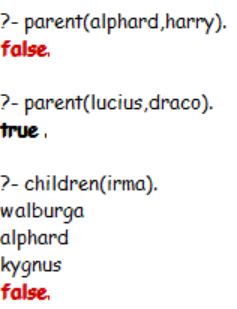 ?- parent(alphard,harry).
false.
?- parent(lucius,draco).
true .
?- children(irma).
walburga
alphard
kygnus
false.